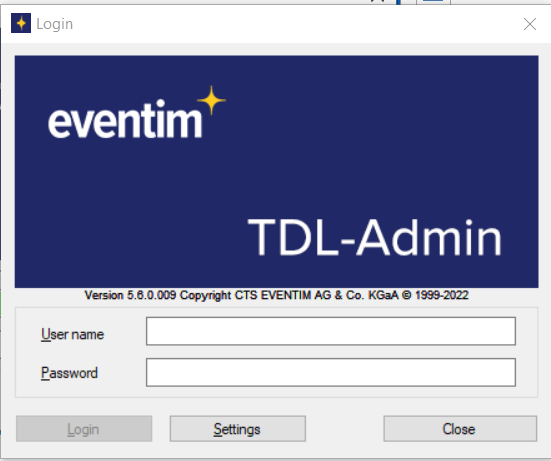 Login
eventim
TDL-Admin
Version 5.6.0.009 Copyright CTS EVENTIM AG & Co. KGaA © 1999-2022
User name
Password
Login Settings Close